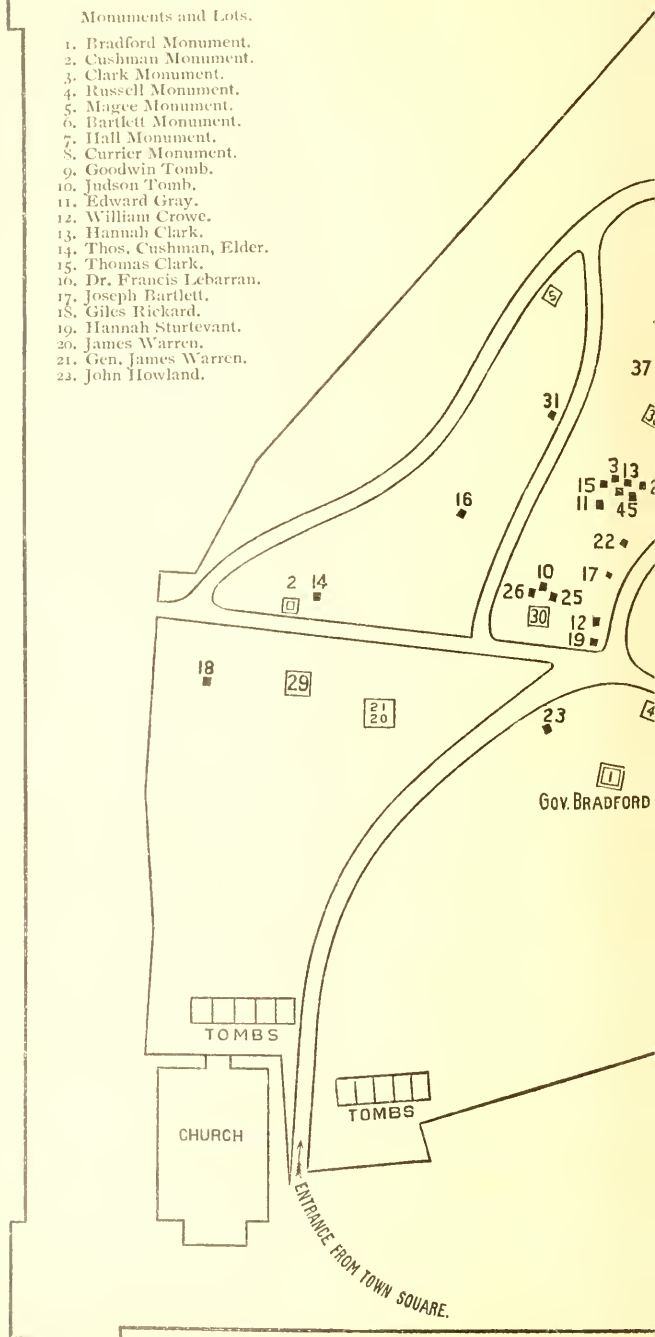 Monuments and Lots.
1. Bradford Monument.
2. Cushman Monument.
3. Clark Monument.
4. Russell Monument.
5. Magee Monument.
6. Bartlett Monument.
7. Hall Monument.
8. Currier Monument.
9. Goodwin Tomb.
10. Judson Tomb.
11. Edward Gray.
12. William Crowe.
13. Hannah Clark.
14. Thos. Cushman, Elder.
15. Thomas Clark.
16. Dr. Francis Lebarran.
17. Joseph Bartlett.
18. Giles Rickard.
19. Hannah Sturtevant.
20. James Warren.
21. Gen. James Warren.
22. John Howland.
5
37
31
3 13
15
11
45
16
22
10
17
2 14
26 25
30
12
19
18
29
21
20
23
4
1
GOV. BRADFORD
TOMBS
TOMBS
CHURCH
ENTRANCE FROM TOWN SQUARE.